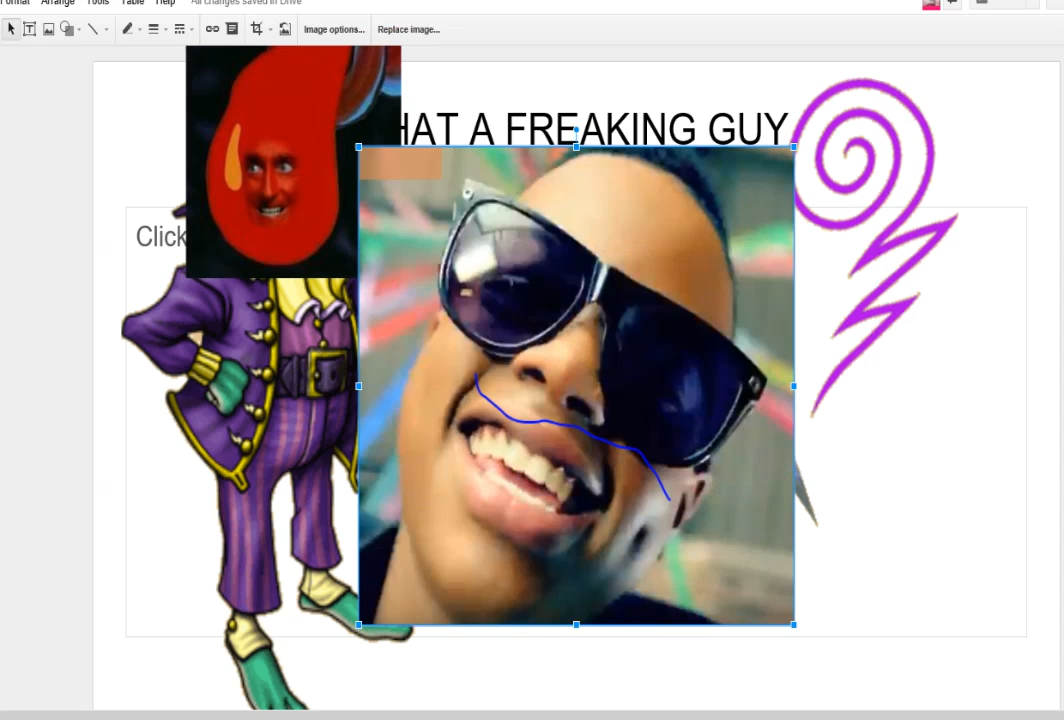 Format Arrange Tools Table Help All changes saved in Drive
Image options... Replace image...
HAT A FREAKING GUY
Click